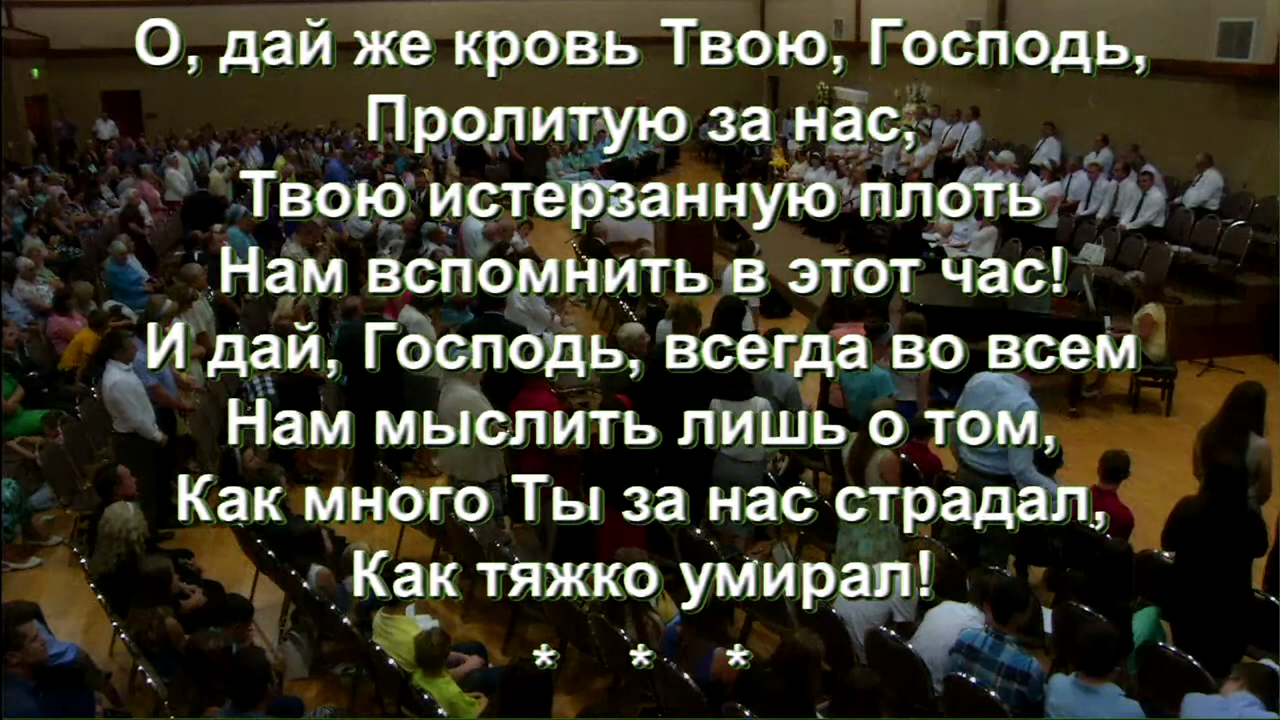 О, дай же кровь Твою, Господь,
Пролитую за нас,
Твою истерзанную плоть
Нам вспомнить в этот час!
И дай, Господь, всегда во всем
Нам мыслить лишь о том,
Как много Ты за нас страдал,
Как тяжко умирал!
* * *